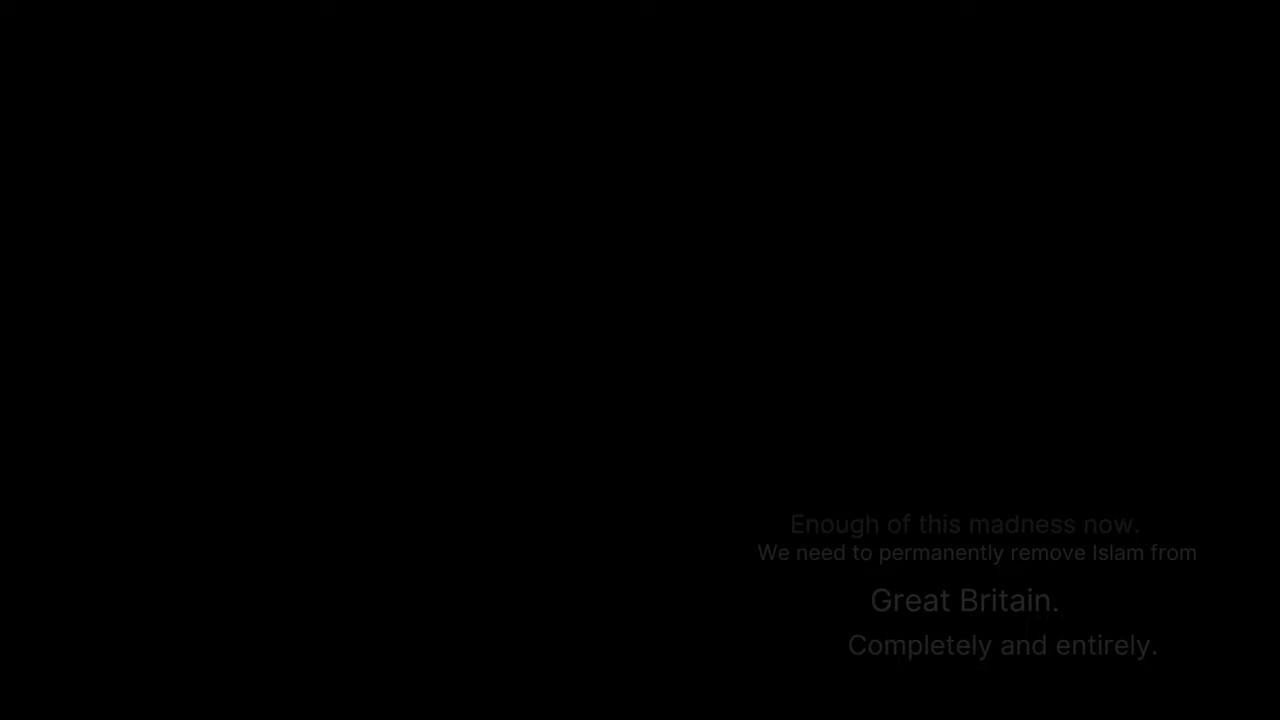 Enough of this madness now.
We need to permanently remove Islam from
Great Britain.
Completely and entirely.